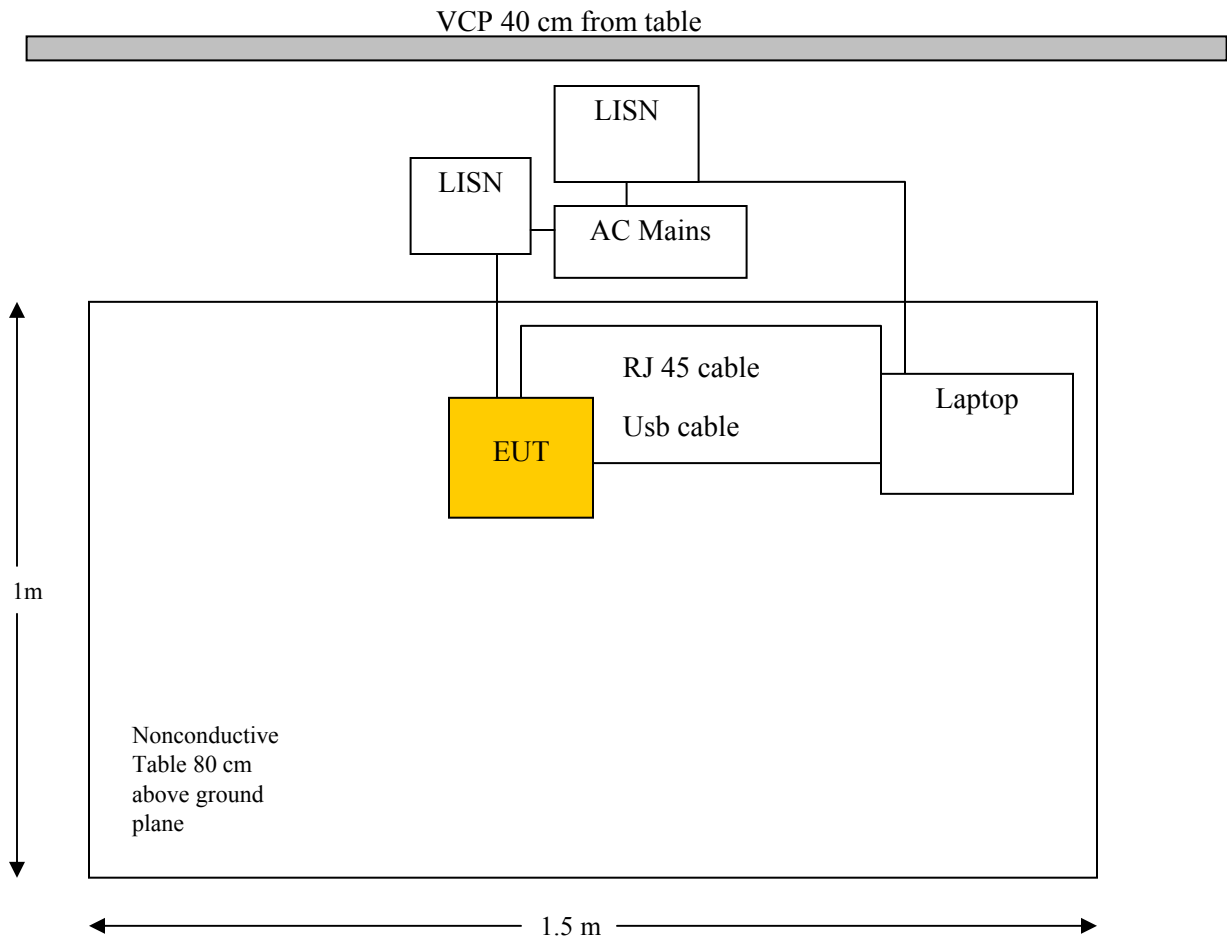 VCP 40 cm from table
LISN
LISN
AC Mains
RJ 45 cable
Laptop
Usb cable
EUT
1m
Nonconductive
Table 80 cm
above ground
plane
1.5 m